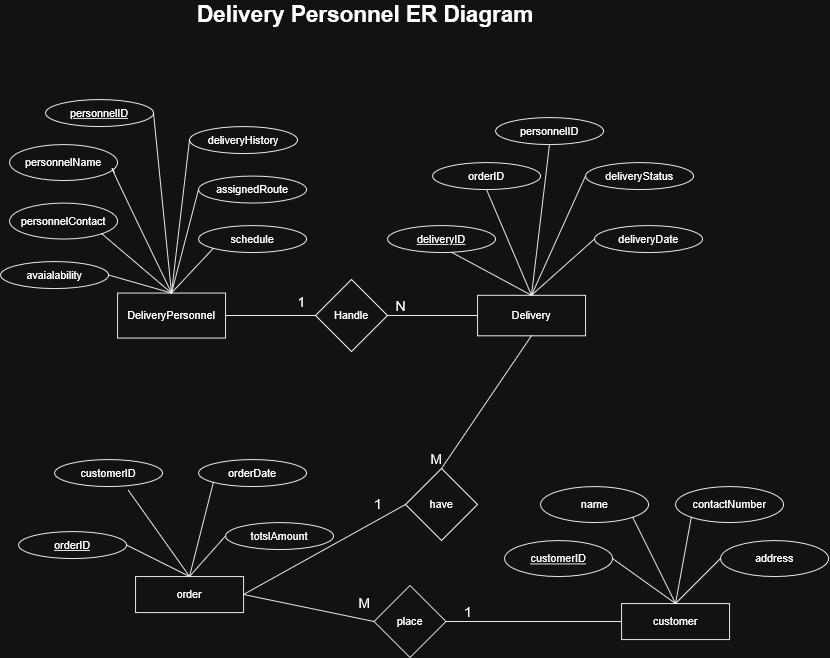 Delivery Personnel ER Diagram
personnelID
deliveryHistory
personnelName
assignedRoute
personnelContact
schedule
avaialability
personnelID
orderID
deliveryStatus
deliveryID
deliveryDate
DeliveryPersonnel
1
Handle
N
Delivery
M
customerID
orderDate
1
have
name
contactNumber
orderID
totslAmount
customerID
address
order
M
place
1
customer